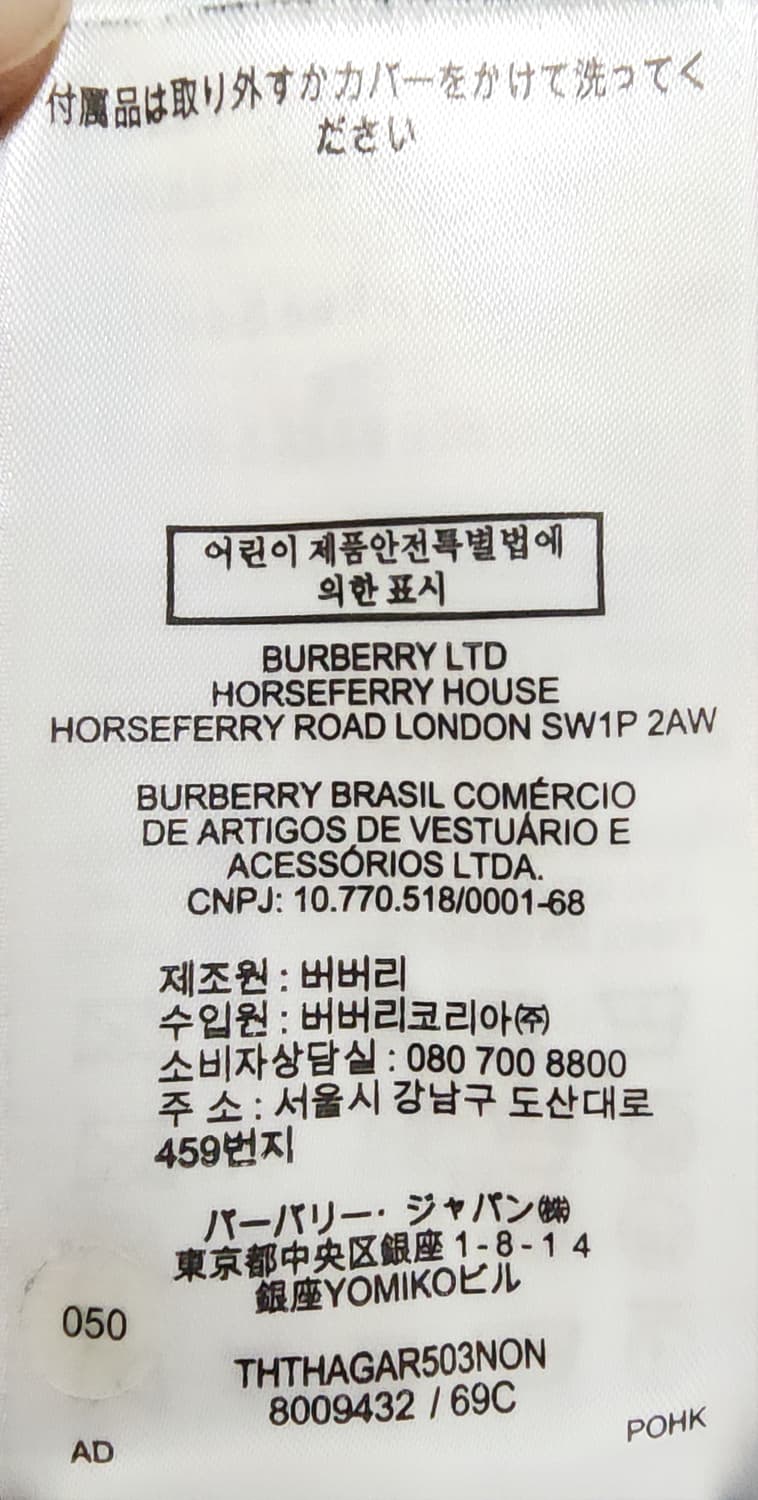 付属品は取り外すかカバーをかけて洗ってく
ださい
어린이 제품안전특별법에
의한 표시
BURBERRY LTD
HORSEFERRY HOUSE
HORSEFERRY ROAD LONDON SW1P 2AW
BURBERRY BRASIL COMÉRCIO
DE ARTIGOS DE VESTUÁRIO E
ACESSÓRIOS LTDA.
CNPJ: 10.770.518/0001-68
제조원 : 버버리
수입원 : 버버리코리아㈜
소비자상담실 : 080 700 8800
주 소 : 서울시 강남구 도산대로
459번지
バーバリー· ジャパン㈱
東京都中央区銀座 1 - 8 - 1 4
銀座YOMIKOビル
050
THTHAGAR503NON
8009432 / 69C
AD
POHK